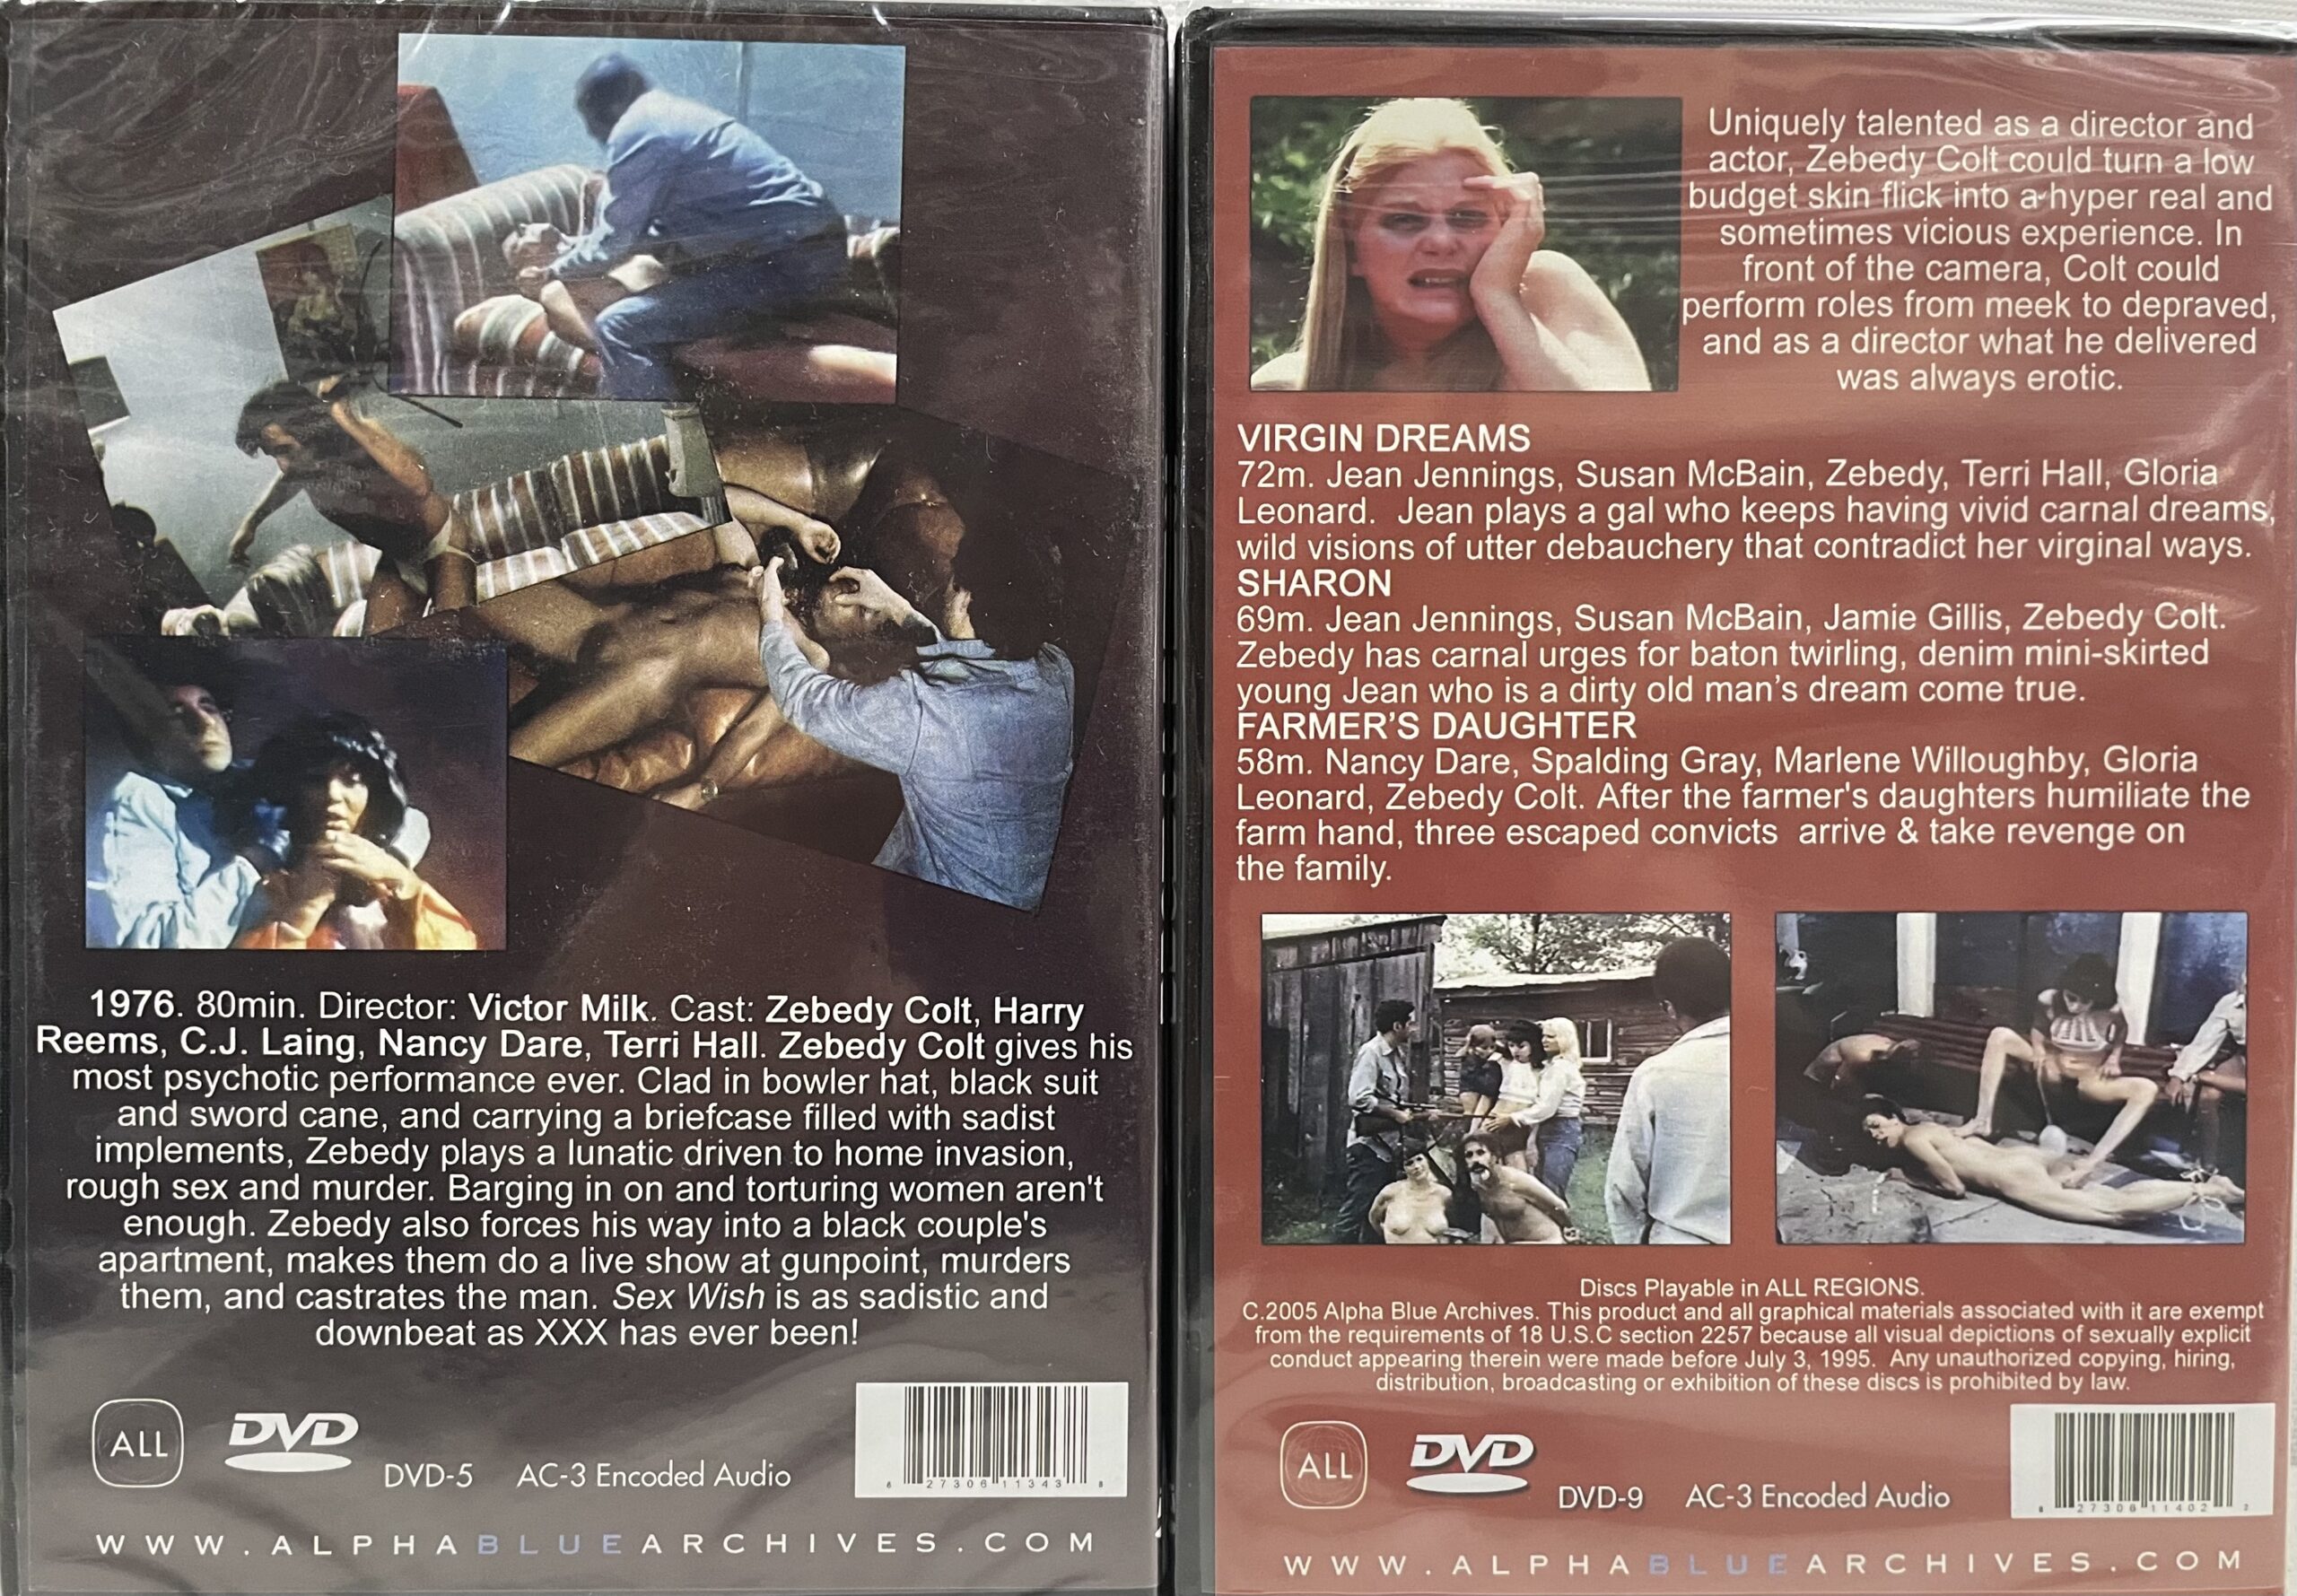 1976. 80min. Director: Victor Milk. Cast: Zebedy Colt, Harry
Reems, C.J. Laing, Nancy Dare, Terri Hall. Zebedy Colt gives his
most psychotic performance ever. Clad in bowler hat, black suit
and sword cane, and carrying a briefcase filled with sadist
implements, Zebedy plays a lunatic driven to home invasion,
rough sex and murder. Barging in on and torturing women aren't
enough. Zebedy also forces his way into a black couple's
apartment, makes them do a live show at gunpoint, murders
them, and castrates the man. Sex Wish is as sadistic and
downbeat as XXX has ever been!
ALL
DVD
DVD-5 AC-3 Encoded Audio
6 27306 11343 8
WWW.ALPHABLUEARCHIVES.COM
Uniquely talented as a director and
actor, Zebedy Colt could turn a low
budget skin flick into a hyper real and
sometimes vicious experience. In
front of the camera, Colt could
perform roles from meek to depraved,
and as a director what he delivered
was always erotic.
VIRGIN DREAMS
72m. Jean Jennings, Susan McBain, Zebedy, Terri Hall, Gloria
Leonard. Jean plays a gal who keeps having vivid carnal dreams,
wild visions of utter debauchery that contradict her virginal ways.
SHARON
69m. Jean Jennings, Susan McBain, Jamie Gillis, Zebedy Colt.
Zebedy has carnal urges for baton twirling, denim mini-skirted
young Jean who is a dirty old man's dream come true.
FARMER'S DAUGHTER
58m. Nancy Dare, Spalding Gray, Marlene Willoughby, Gloria
Leonard, Zebedy Colt. After the farmer's daughters humiliate the
farm hand, three escaped convicts arrive & take revenge on
the family.
Discs Playable in ALL REGIONS.
C.2005 Alpha Blue Archives. This product and all graphical materials associated with it are exempt
from the requirements of 18 U.S.C section 2257 because all visual depictions of sexually explicit
conduct appearing therein were made before July 3, 1995. Any unauthorized copying, hiring,
distribution, broadcasting or exhibition of these discs is prohibited by law.
ALL
DVD
DVD-9 AC-3 Encoded Audio
27306 11402 2
WWW.ALPHABLUEARCHIVES.COM